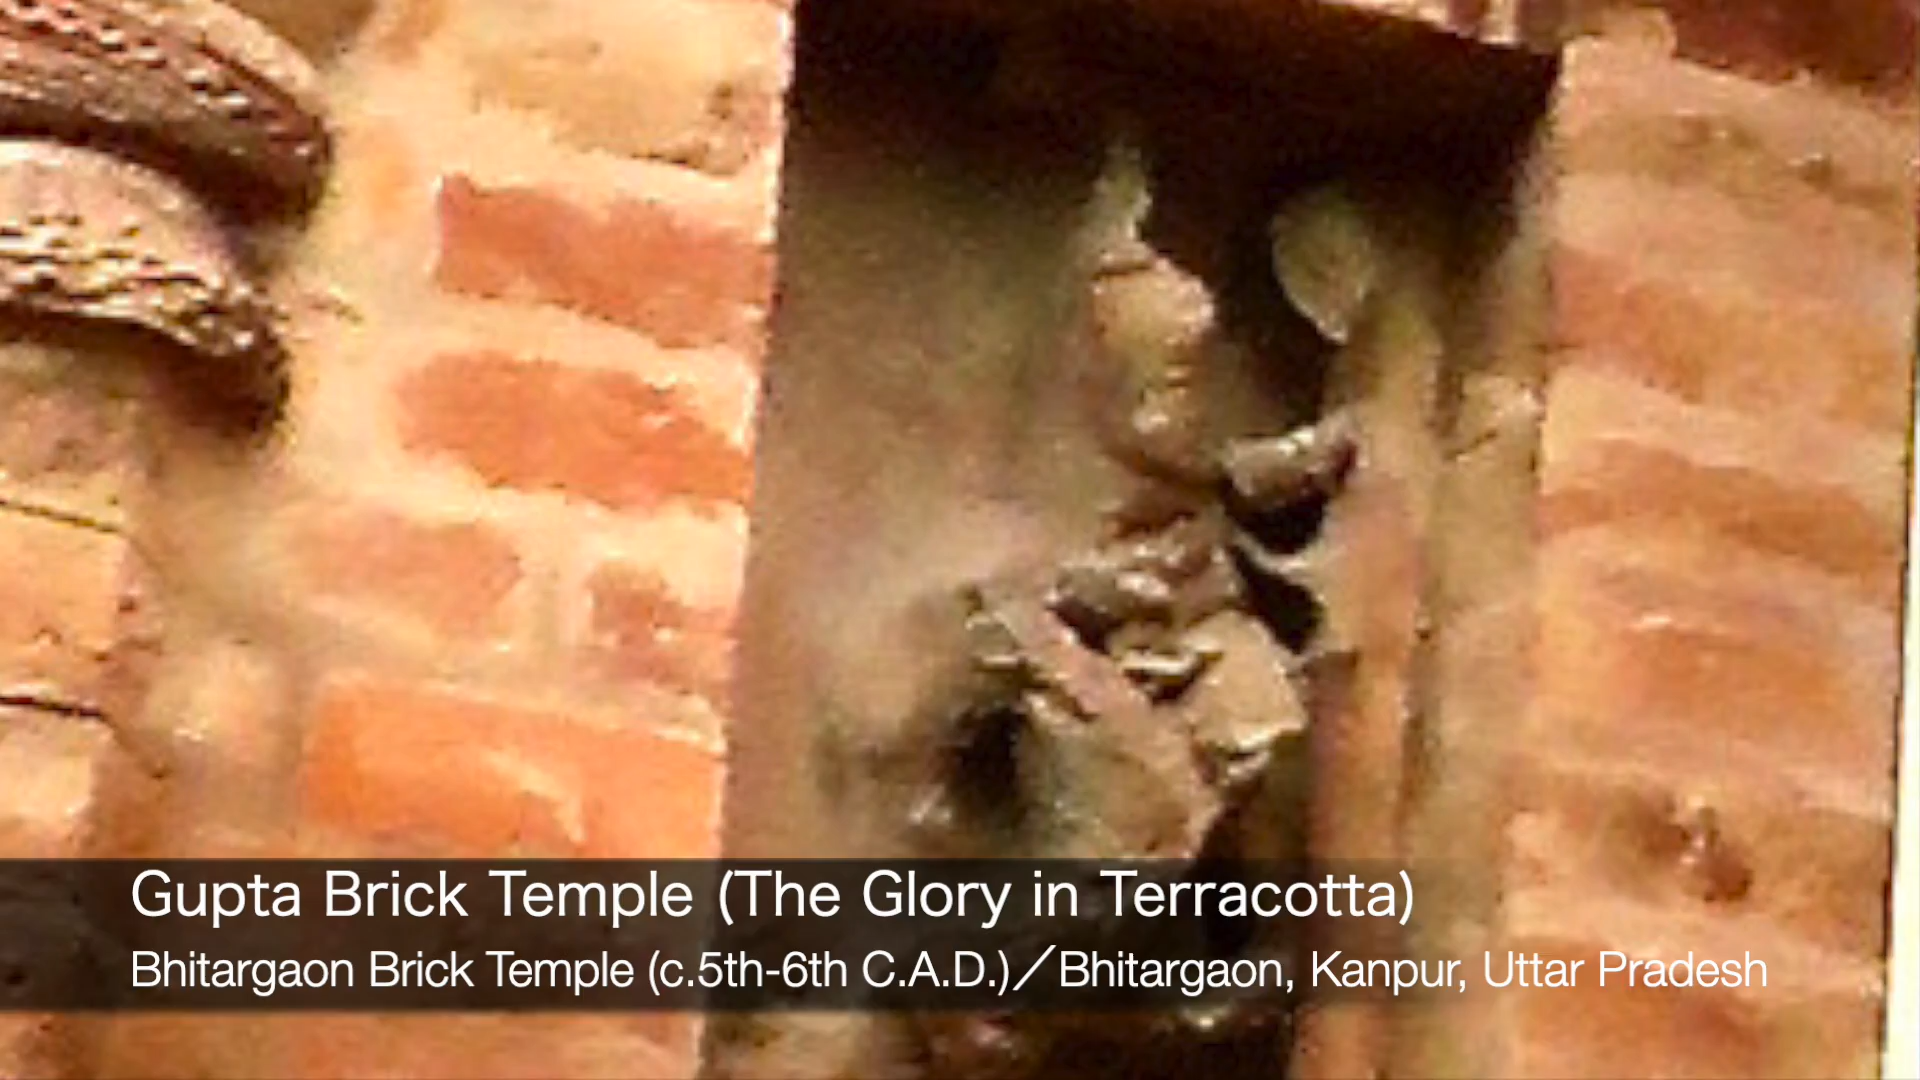 Gupta Brick Temple (The Glory in Terracotta)
Bhitargaon Brick Temple (c.5th-6th C.A.D.)／Bhitargaon, Kanpur, Uttar Pradesh